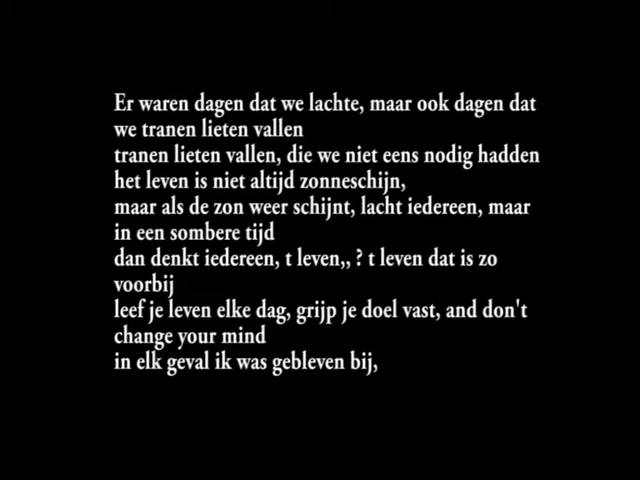 Er waren dagen dat we lachte, maar ook dagen dat
we tranen lieten vallen
tranen lieten vallen, die we niet eens nodig hadden
het leven is niet altijd zonneschijn,
maar als de zon weer schijnt, lacht iedereen, maar
in een sombere tijd
dan denkt iedereen, t leven,, ? t leven dat is zo
voorbij
leef je leven elke dag, grijp je doel vast, and don't
change your mind
in elk geval ik was gebleven bij,